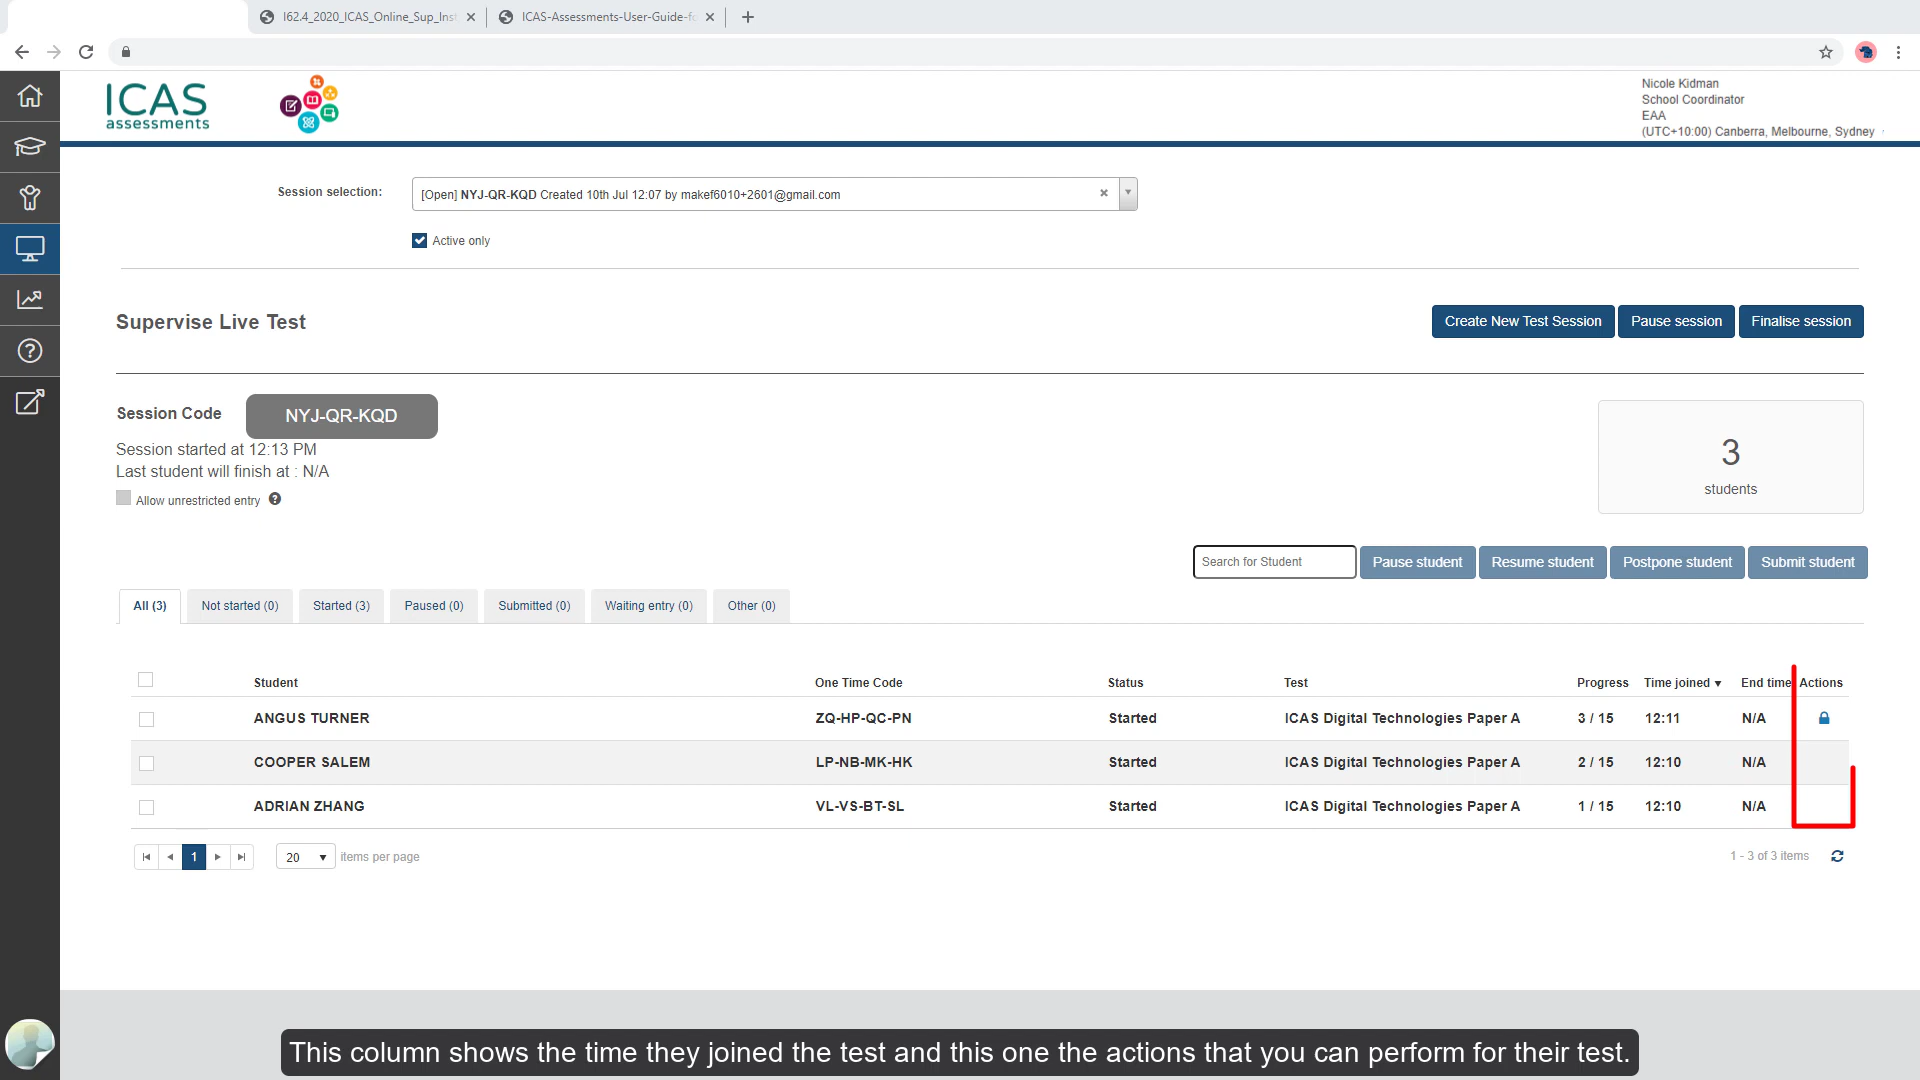 I62.4_2020_ICAS_Online_Sup_Inst
ICAS-Assessments-User-Guide-fo
ICAS
assessments
Nicole Kidman
School Coordinator
EAA
(UTC+10:00) Canberra, Melbourne, Sydney
Session selection:
[Open] NYJ-QR-KQD Created 10th Jul 12:07 by makef6010+2601@gmail.com
Active only
Supervise Live Test
Create New Test Session
Pause session
Finalise session
Session Code
NYJ-QR-KQD
Session started at 12:13 PM
Last student will finish at : N/A
Allow unrestricted entry
3
students
Search for Student
Pause student
Resume student
Postpone student
Submit student
All (3)
Not started (0)
Started (3)
Paused (0)
Submitted (0)
Waiting entry (0)
Other (0)
Student One Time Code Status Test Progress Time joined End time Actions
ANGUS TURNER ZQ-HP-QC-PN Started ICAS Digital Technologies Paper A 3 / 15 12:11 N/A
COOPER SALEM LP-NB-MK-HK Started ICAS Digital Technologies Paper A 2 / 15 12:10 N/A
ADRIAN ZHANG VL-VS-BT-SL Started ICAS Digital Technologies Paper A 1 / 15 12:10 N/A
1
20
items per page
1 - 3 of 3 items
This column shows the time they joined the test and this one the actions that you can perform for their test.